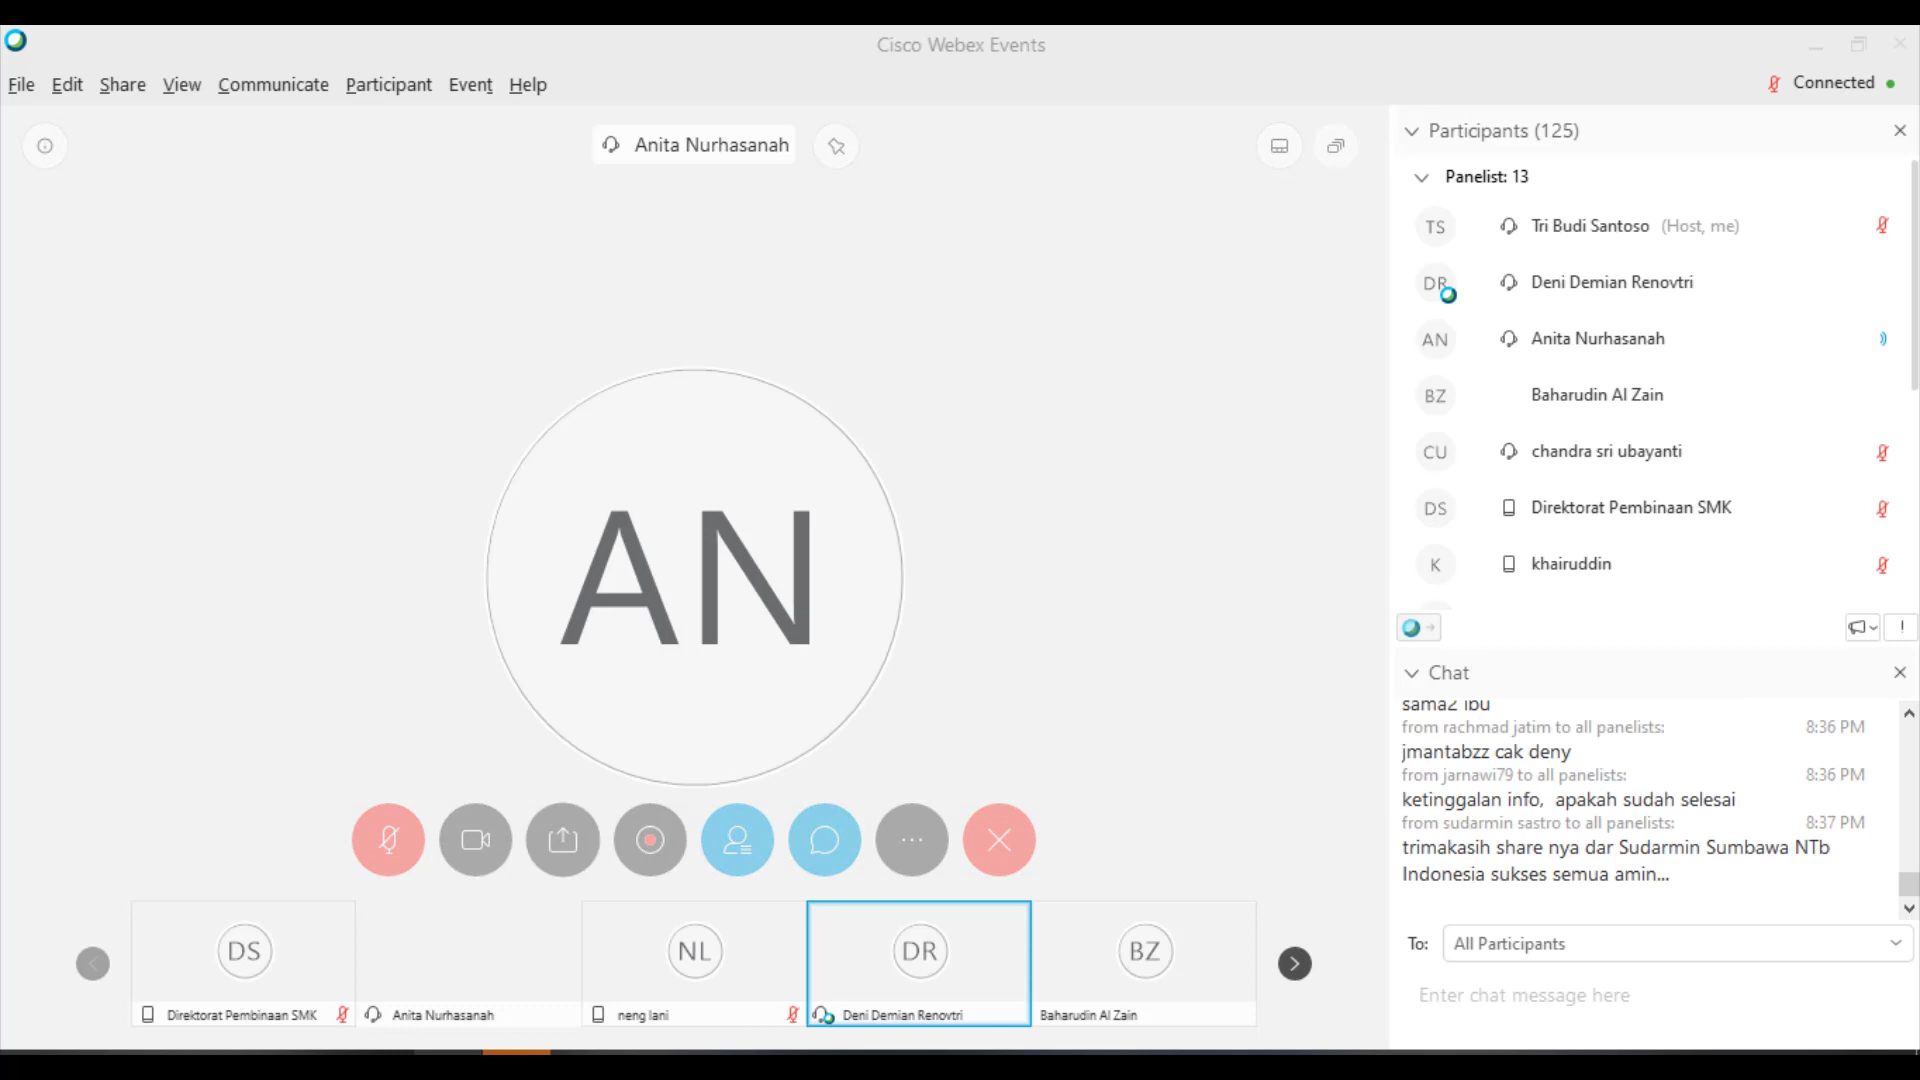 Cisco Webex Events
File Edit Share View Communicate Participant Event Help
Connected
Anita Nurhasanah
AN
Participants (125)
Panelist: 13
TS Tri Budi Santoso (Host, me)
DR Deni Demian Renovtri
AN Anita Nurhasanah
BZ Baharudin Al Zain
CU chandra sri ubayanti
DS Direktorat Pembinaan SMK
K khairuddin
Chat
sama2 ibu
from rachmad jatim to all panelists: 8:36 PM
jmantabzz cak deny
from jarnawi79 to all panelists: 8:36 PM
ketinggalan info, apakah sudah selesai
from sudarmin sastro to all panelists: 8:37 PM
trimakasih share nya dar Sudarmin Sumbawa NTb
Indonesia sukses semua amin...
To: All Participants
Enter chat message here
DS
Direktorat Pembinaan SMK
Anita Nurhasanah
NL
neng lani
DR
Deni Demian Renovtri
BZ
Baharudin Al Zain